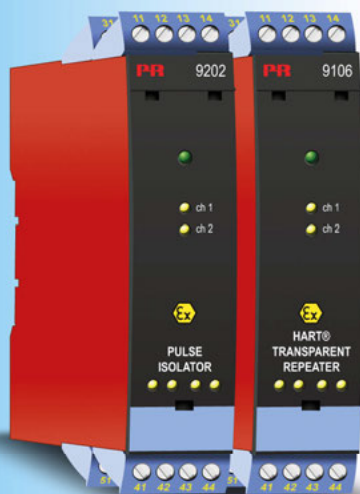 31 11 12 13 14
31 11 12 13 14
PR 9202
PR 9106
ch 1
ch 2
ch 1
ch 2
Ex
Ex
PULSE
ISOLATOR
HART®
TRANSPARENT
REPEATER
51 41 42 43 44
51 41 42 43 44